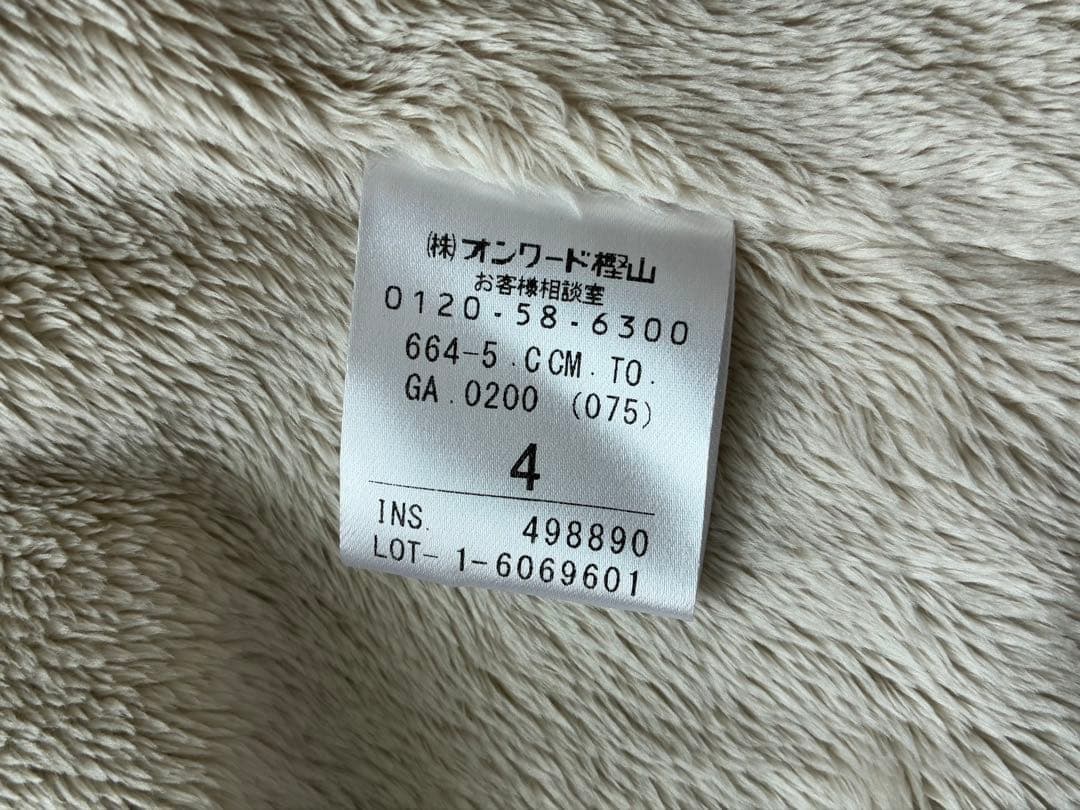 ㈱オンワード樫山
お客様相談室
0120-58-6300
664-5.CCM.TO.
GA.0200 (075)
4
INS. 498890
LOT- 1-6069601